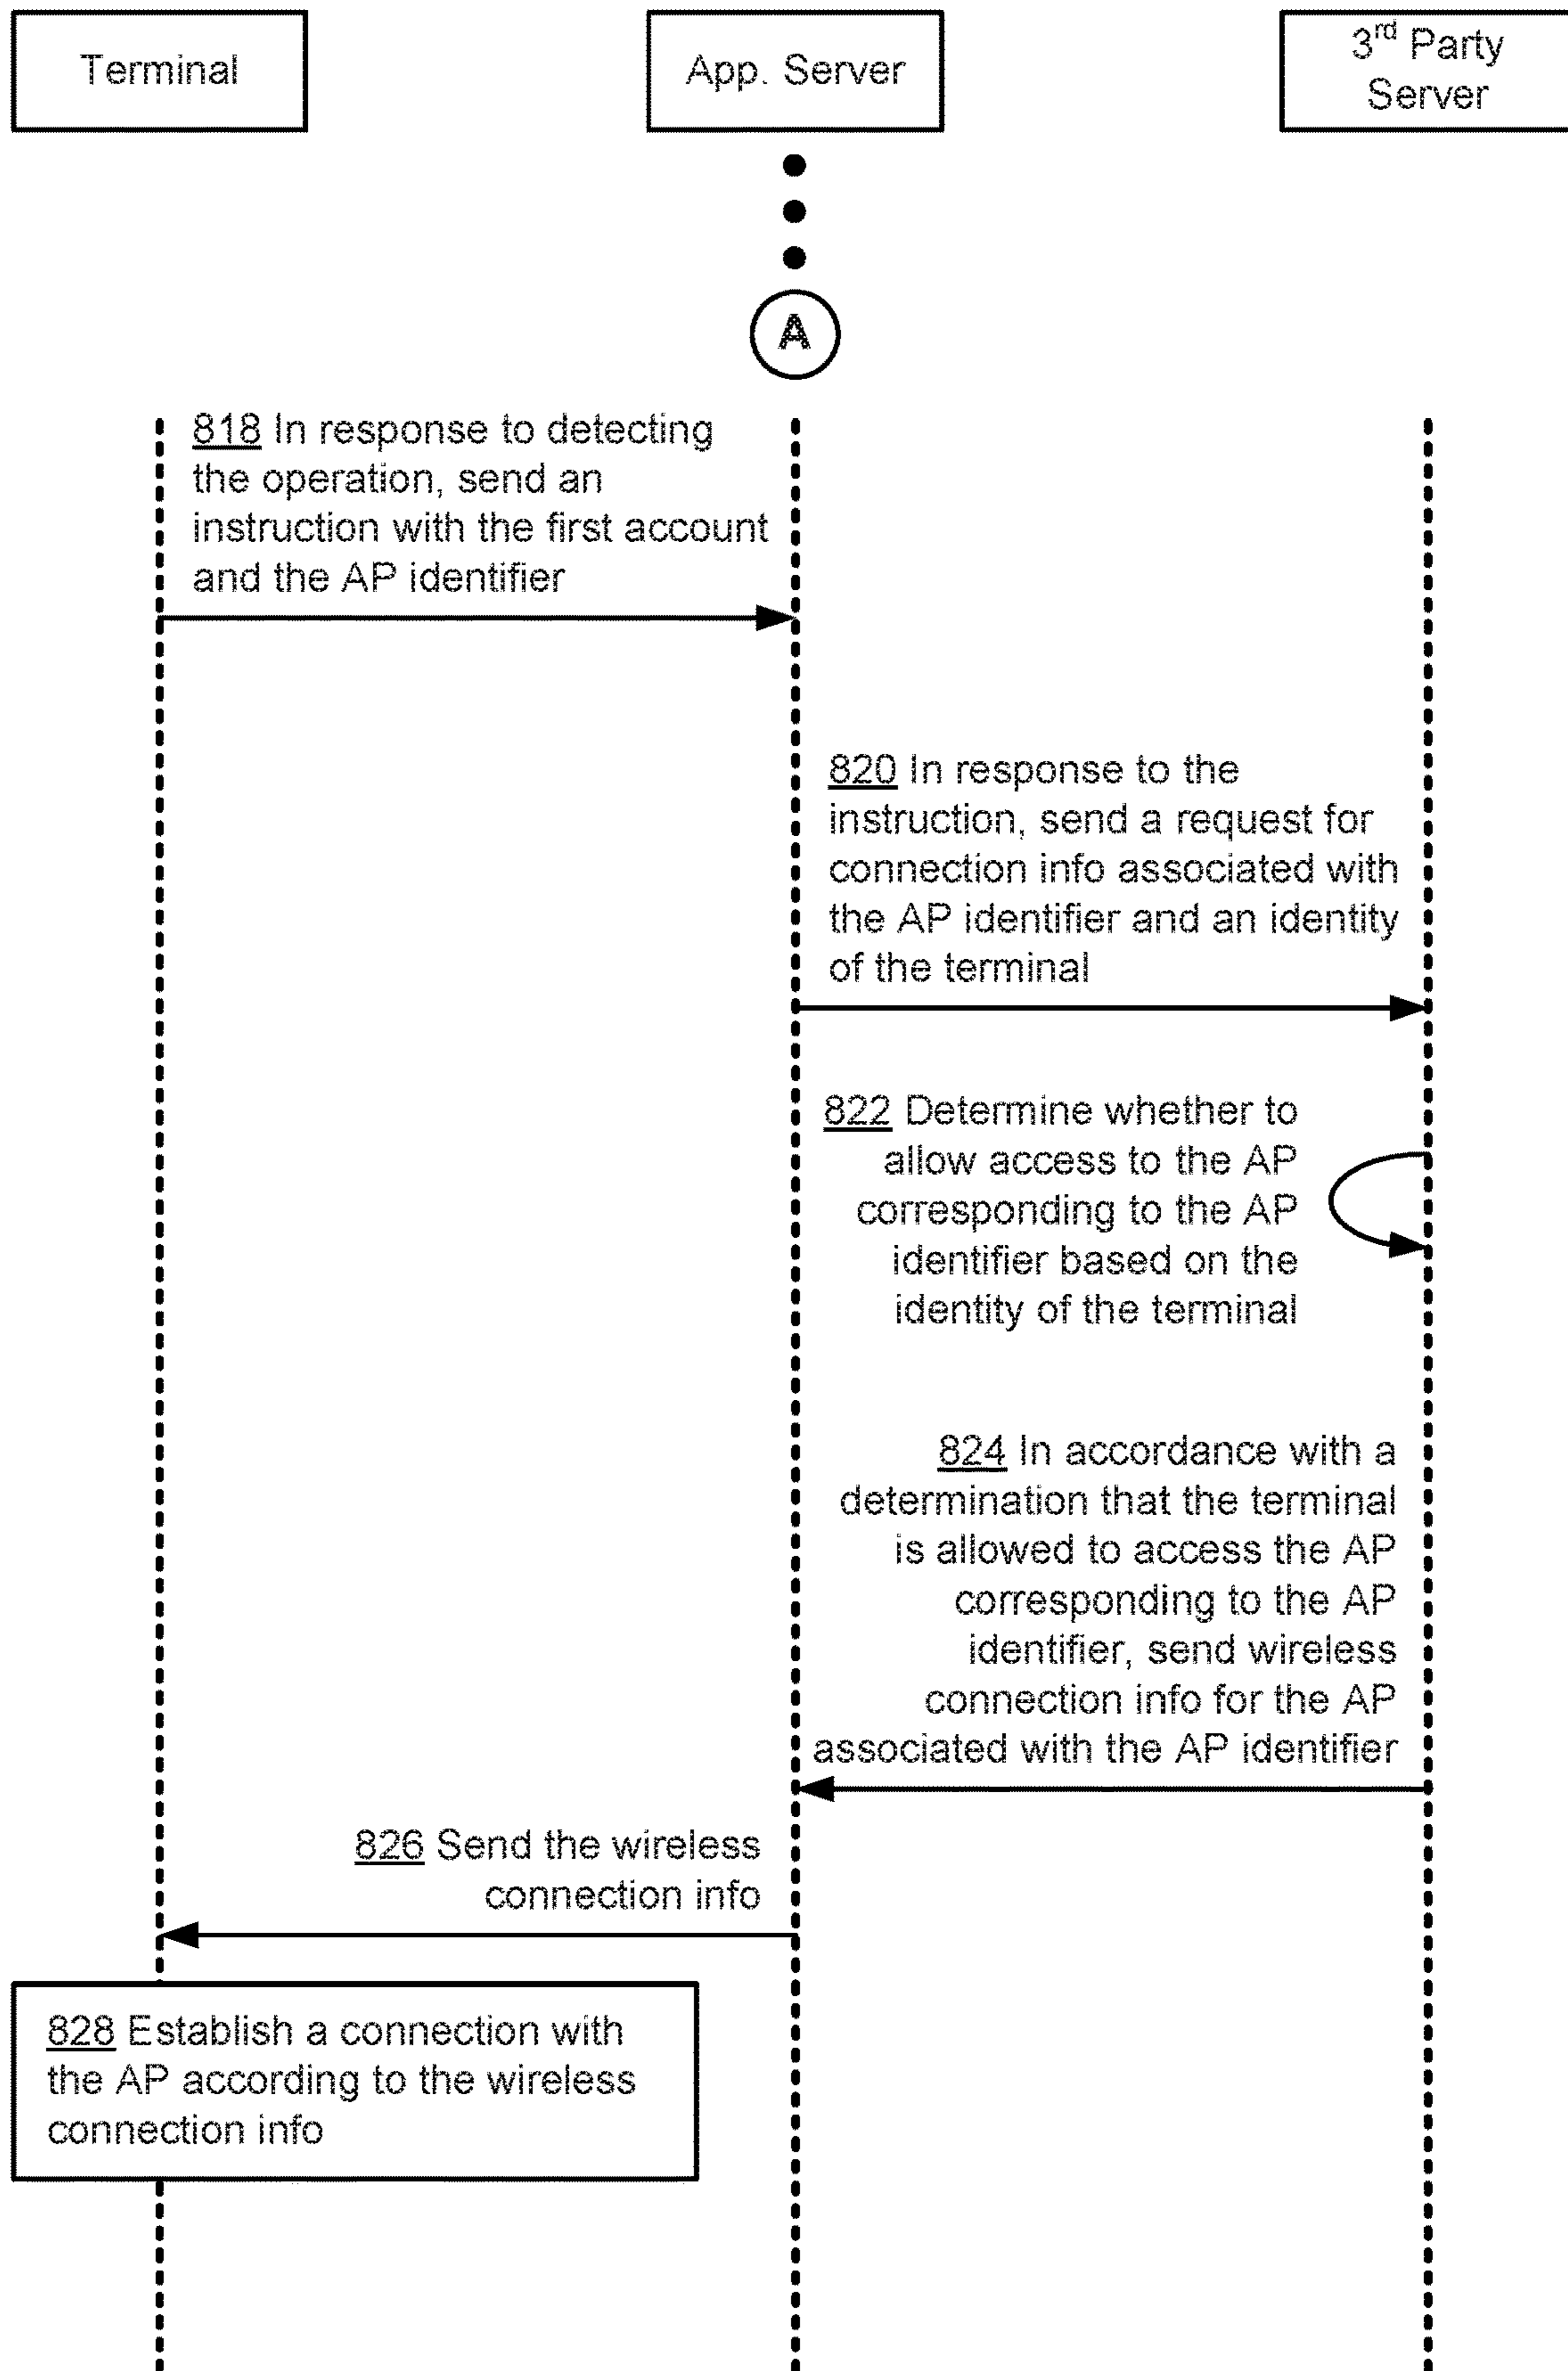 Terminal
App. Server
3rd Party
Server
A
818 In response to detecting
the operation, send an
instruction with the first account
and the AP identifier
820 In response to the
instruction, send a request for
connection info associated with
the AP identifier and an identity
of the terminal
822 Determine whether to
allow access to the AP
corresponding to the AP
identifier based on the
identity of the terminal
824 In accordance with a
determination that the terminal
is allowed to access the AP
corresponding to the AP
identifier, send wireless
connection info for the AP
associated with the AP identifier
826 Send the wireless
connection info
828 Establish a connection with
the AP according to the wireless
connection info